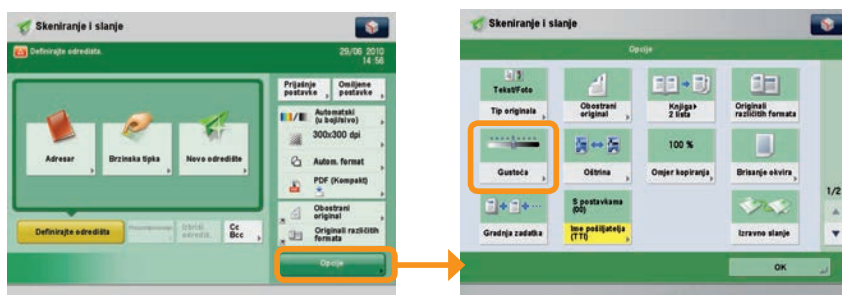 Skeniranje i slanje
Definirajte odredišta.
29/06 2010
14:56
Prijašnje
postavke
Omiljene
postavke
Automatski
(u boji/sivo)
300x300 dpi
Autom. format
PDF (Kompakt)
Obostrani
original
Originali različitih
formata
Adresar
Brzinska tipka
Novo odredište
Definirajte odredišta
Cc
Bcc
Opcije
Skeniranje i slanje
Opcije
Tekst/Foto
Tip originala
Obostrani
original
Knjiga
2 lista
Originali
različitih formata
Gustoća
Oštrina
100 %
Omjer kopiranja
Brisanje okvira
1/2
Gradnja zadatka
S postavkama
(00)
Ime pošiljatelja
(TTI)
Izravno slanje
OK